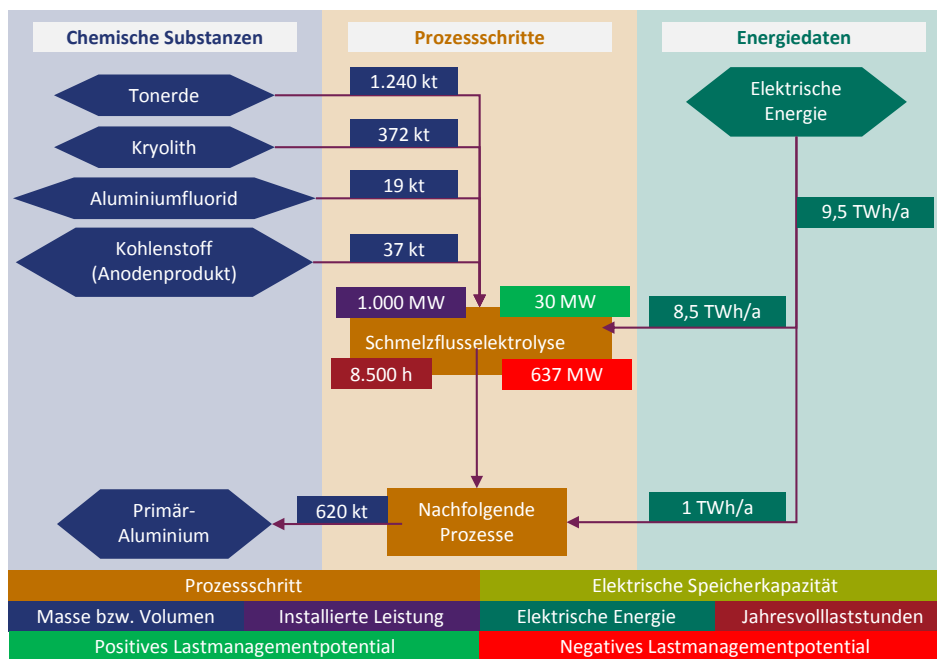 Chemische Substanzen
Prozessschritte
Energiedaten
Tonerde
1.240 kt
Elektrische
Energie
Kryolith
372 kt
Aluminiumfluorid
19 kt
9,5 TWh/a
Kohlenstoff
(Anodenprodukt)
37 kt
1.000 MW
30 MW
8,5 TWh/a
Schmelzflusselektrolyse
8.500 h
637 MW
Primär-
Aluminium
620 kt
Nachfolgende
Prozesse
1 TWh/a
Prozessschritt
Elektrische Speicherkapazität
Masse bzw. Volumen
Installierte Leistung
Elektrische Energie
Jahresvolllaststunden
Positives Lastmanagementpotential
Negatives Lastmanagementpotential